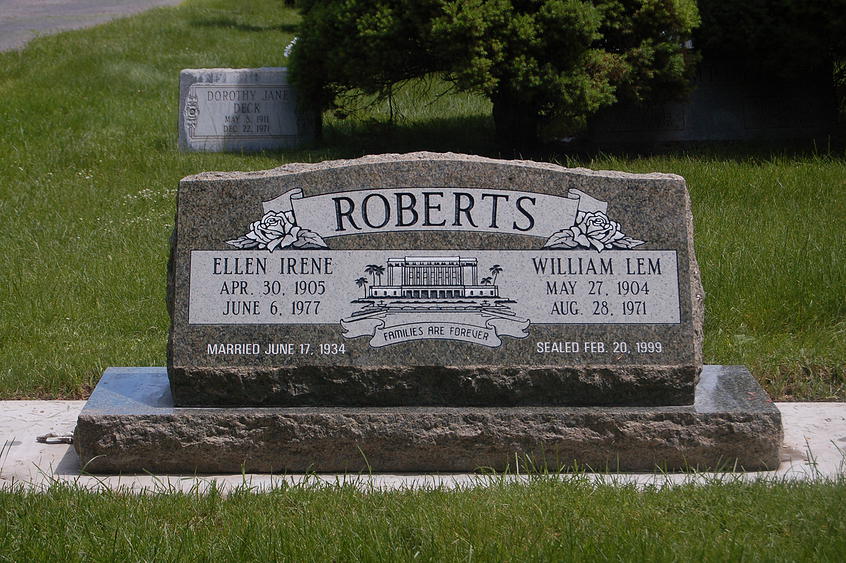 DOROTHY JANE
DECK
MAY 5, 1911
DEC. 22, 1971
ROBERTS
ELLEN IRENE
APR. 30, 1905
JUNE 6, 1977
WILLIAM LEM
MAY 27, 1904
AUG. 28, 1971
FAMILIES ARE FOREVER
MARRIED JUNE 17, 1934
SEALED FEB. 20, 1999